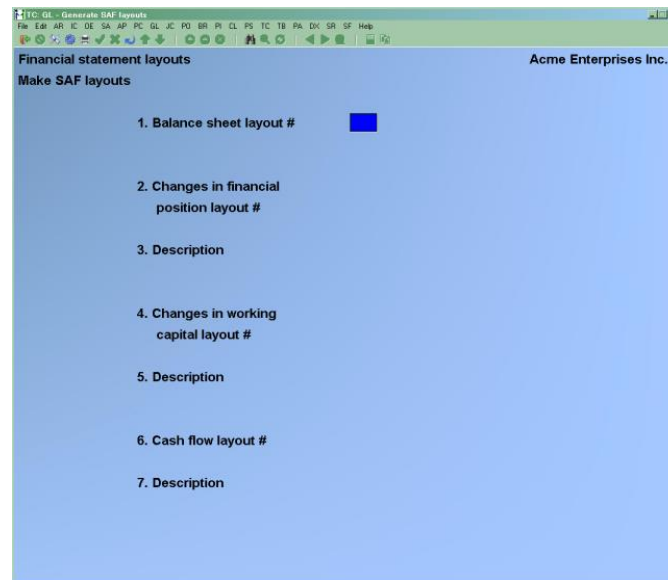 TC: GL - Generate SAF layouts
File Edit AR IC OE SA AP PC GL JC PO BR PI CL PS TC TB PA DX SR SF Help
Financial statement layouts Acme Enterprises Inc.
Make SAF layouts
1. Balance sheet layout #
2. Changes in financial
position layout #
3. Description
4. Changes in working
capital layout #
5. Description
6. Cash flow layout #
7. Description